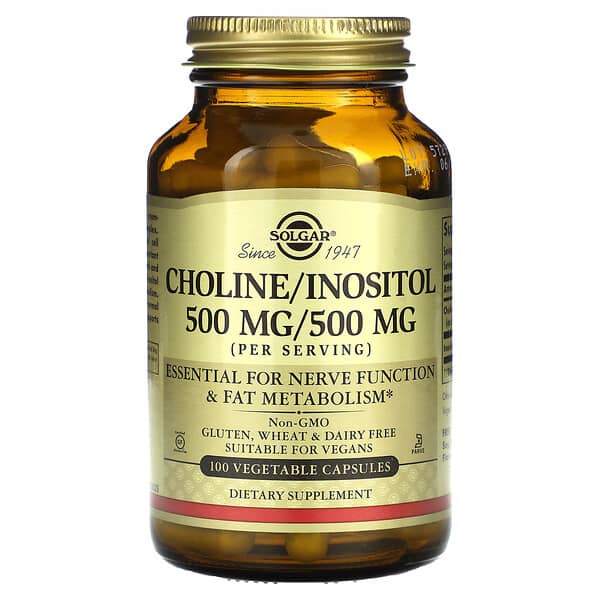 SOLGAR®
Since 1947
CHOLINE/INOSITOL
500 MG/500 MG
(PER SERVING)
ESSENTIAL FOR NERVE FUNCTION
& FAT METABOLISM*
Non-GMO
GLUTEN, WHEAT & DAIRY FREE
SUITABLE FOR VEGANS
PARVE
100 VEGETABLE CAPSULES
DIETARY SUPPLEMENT